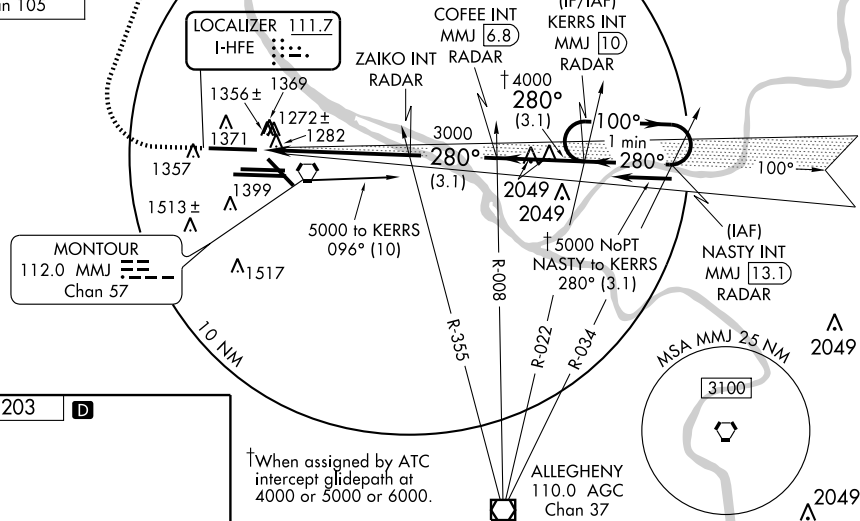 n 105
LOCALIZER 111.7
I-HFE
ZAIKO INT
RADAR
COFEE INT
MMJ 6.8
RADAR
(IF/IAF)
KERRS INT
MMJ 10
RADAR
†4000
280°
(3.1)
100°
1 min
280°
100°
3000
280°
(3.1)
1369
1356±
1272±
1282
1371
1357
1399
1513±
1517
2049
2049
5000 to KERRS
096° (10)
†5000 NoPT
NASTY to KERRS
280° (3.1)
(IAF)
NASTY INT
MMJ 13.1
RADAR
MONTOUR
112.0 MMJ
Chan 57
R-355
R-008
R-022
R-034
10 NM
2049
MSA MMJ 25 NM
3100
203 D
†When assigned by ATC
intercept glidepath at
4000 or 5000 or 6000.
ALLEGHENY
110.0 AGC
Chan 37
2049